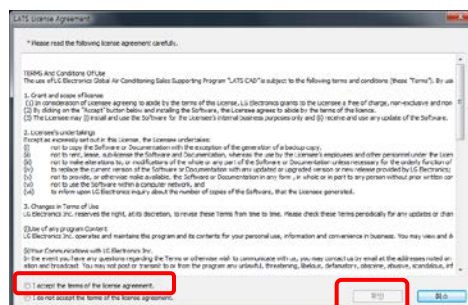 LATS License Agreement
* Please read the following license agreement carefully.
TERMS And Conditions Of Use
The use of LG Electronics Global Air Conditioning Sales Supporting Program "LATS CAD" is subject to the following terms and conditions (these "Terms"). By us
1. Grant and scope of license
(1) In consideration of Licensee agreeing to abide by the terms of this License, LG Electronics grants to the Licensee a free of charge, non-exclusive and non
(2) By clicking on the "Accept" button below and installing the Software, the Licensee agrees to abide by the terms of the licence.
(3) The Licensee may (i) install and use the Software for the Licensee's internal business purposes only and (ii) receive and use any update of the Software.
2. Licensee's undertakings
Except as expressly set out in this License, the Licensee undertakes:
(i) not to copy the Software or Documentation with the exception of the generation of a backup copy,
(ii) not to rent, lease, sub-license the Software and Documentation, whereas the use by the Licensee's employees and other personnel under the Licen
(iii) not to make alterations to, or modifications of the whole or any part of the Software or Documentation unless necessary for the orderly function of
(iv) to replace the current version of the Software or Documentation with any updated or upgraded version or new release provided by LG Electronics;
(v) not to provide, or otherwise make available, the Software or Documentation in any form, in whole or in part to any person without prior written con
(vi) not to use the Software within a computer network, and
(vii) to inform upon LG Electronics inquiry about the number of copies of the Software, that the Licensee generated.
3. Changes in Terms of Use
LG Electronics Inc. reserves the right, at its discretion, to revise these Terms from time to time. Please check these Terms periodically for any updates or chan
(i)Use of any program Content
LG Electronics Inc. operates and maintains this program and its contents for your personal use, information and convenience in business. You may view and d
(ii)Your Communications with LG Electronics Inc.
In the event you have any questions regarding the Terms or otherwise wish to communicate with us, you may contact us by email at the addresses noted
ation and broadcast. You may not post or transmit to or from the program any unlawful, threatening, libelous, defamatory, obscene, abusive, scandalous, inf
I accept the terms of the license agreement.
I do not accept the terms of the license agreement.
확인
취소